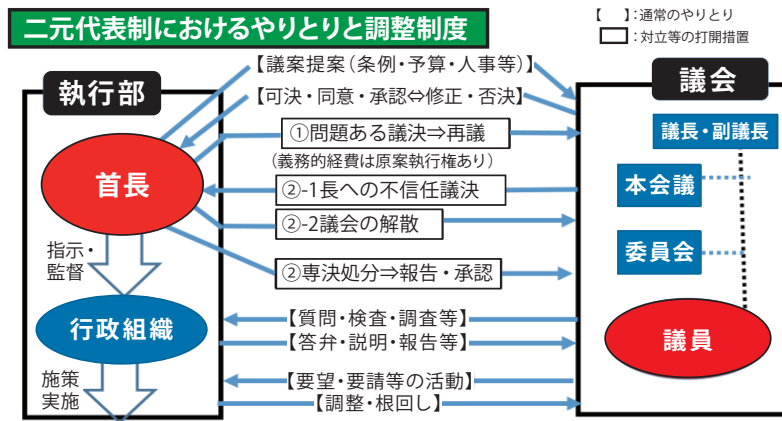 二元代表制におけるやりとりと調整制度
【　】:通常のやりとり
:対立等の打開措置
執行部
首長
指示・
監督
行政組織
施策
実施
【議案提案(条例・予算・人事等)】
【可決・同意・承認⇔修正・否決】
①問題ある議決⇒再議
(義務的経費は原案執行権あり)
②-1長への不信任議決
②-2議会の解散
②専決処分⇒報告・承認
【質問・検査・調査等】
【答弁・説明・報告等】
【要望・要請等の活動】
【調整・根回し】
議会
議長・副議長
本会議
委員会
議員